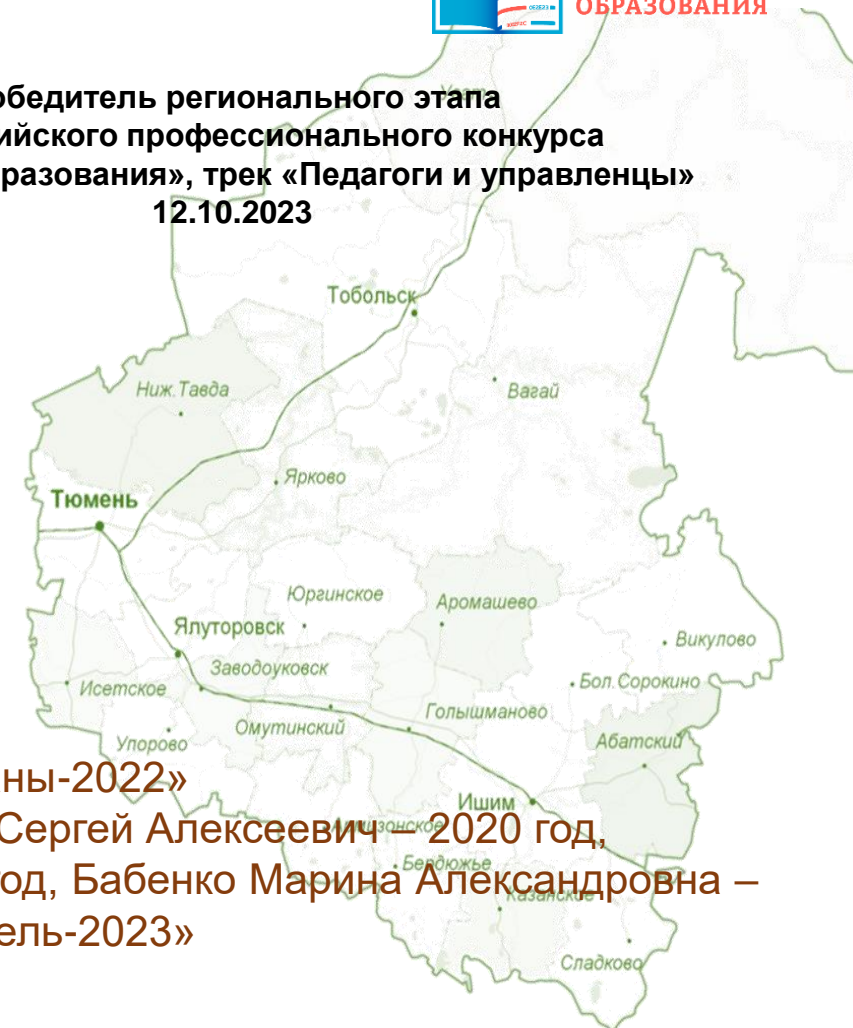 ОБРАЗОВАНИЯ
обедитель регионального этапа
ийского профессионального конкурса
разования», трек «Педагоги и управленцы»
12.10.2023
Уват
Тобольск
Ниж.Тавда
Вагай
Ярково
Тюмень
Юргинское
Аромашево
Ялуторовск
Викулово
Заводоуковск
Исетское
Бол.Сорокино
Голышманово
Омутинский
Упорово
Абатский
ны-2022»
Ишим
Сергей Алексеевич – 2020 год,
Бердюжье
од, Бабенко Марина Александровна –
Казанское
ель-2023»
Сладково